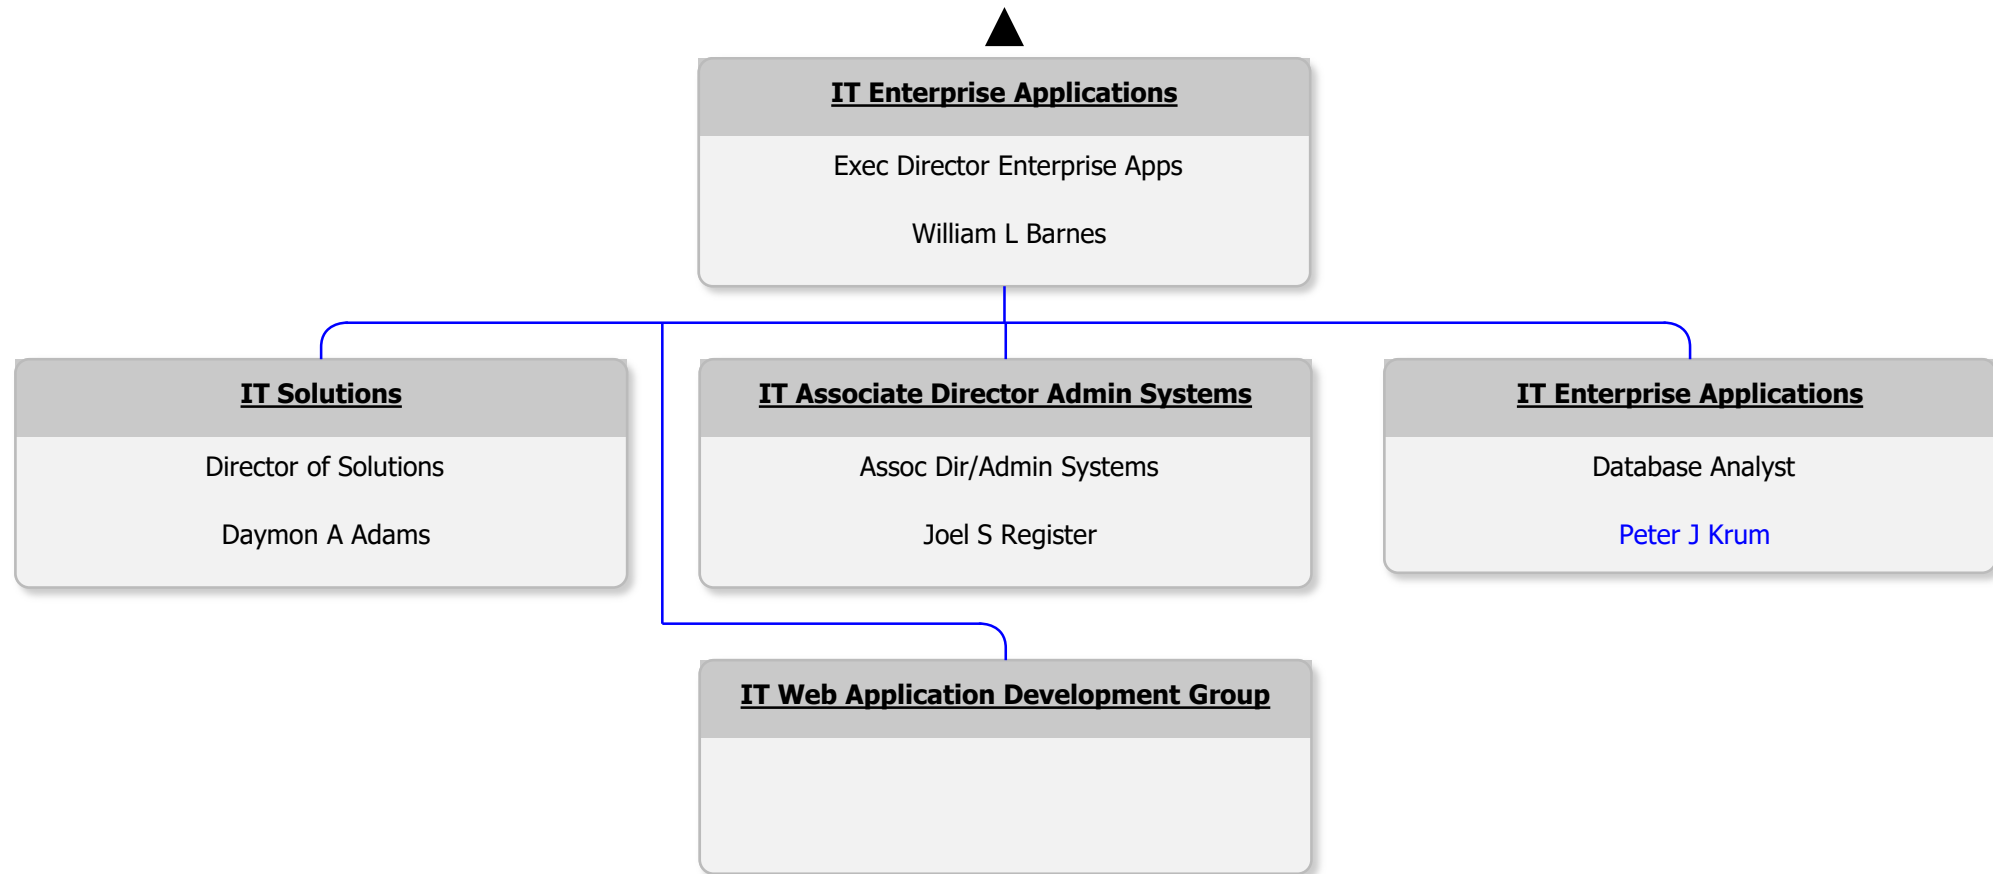 IT Enterprise Applications
Exec Director Enterprise Apps
William L Barnes
IT Solutions
Director of Solutions
Daymon A Adams
IT Associate Director Admin Systems
Assoc Dir/Admin Systems
Joel S Register
IT Enterprise Applications
Database Analyst
Peter J Krum
IT Web Application Development Group